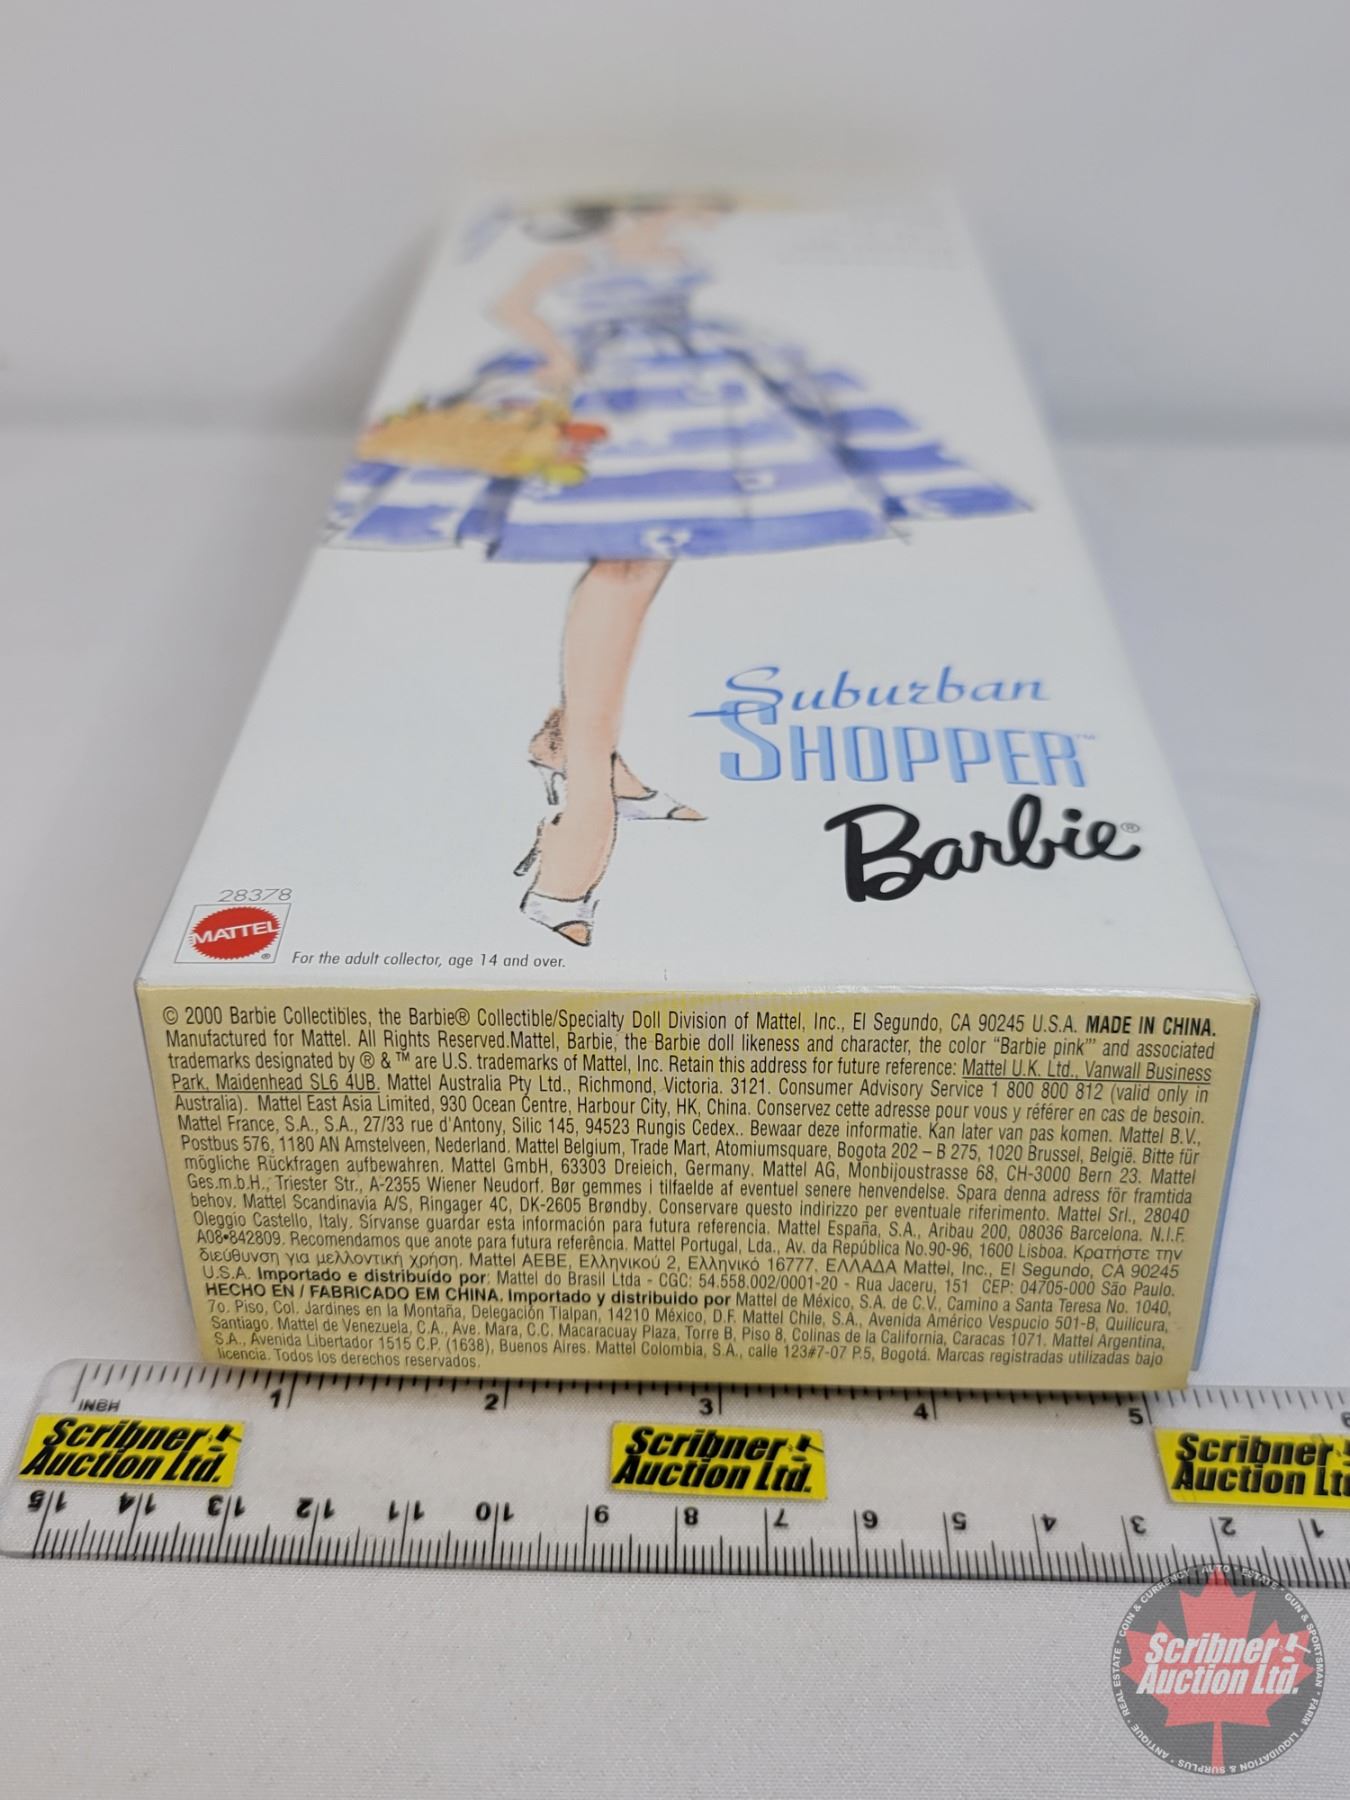 Suburban
SHOPPER™
Barbie®
28378
MATTEL
®
For the adult collector, age 14 and over.
© 2000 Barbie Collectibles, the Barbie® Collectible/Specialty Doll Division of Mattel, Inc., El Segundo, CA 90245 U.S.A. MADE IN CHINA.
Manufactured for Mattel. All Rights Reserved.Mattel, Barbie, the Barbie doll likeness and character, the color "Barbie pink" and associated
trademarks designated by ® & ™ are U.S. trademarks of Mattel, Inc. Retain this address for future reference: Mattel U.K. Ltd., Vanwall Business
Park, Maidenhead SL6 4UB. Mattel Australia Pty Ltd., Richmond, Victoria. 3121. Consumer Advisory Service 1 800 800 812 (valid only in
Australia). Mattel East Asia Limited, 930 Ocean Centre, Harbour City, HK, China. Conservez cette adresse pour vous y référer en cas de besoin.
Mattel France, S.A., S.A., 27/33 rue d'Antony, Silic 145, 94523 Rungis Cedex.. Bewaar deze informatie. Kan later van pas komen. Mattel B.V.,
Postbus 576, 1180 AN Amstelveen, Nederland. Mattel Belgium, Trade Mart, Atomiumsquare, Bogota 202 – B 275, 1020 Brussel, België. Bitte für
mögliche Rückfragen aufbewahren. Mattel GmbH, 63303 Dreieich, Germany. Mattel AG, Monbijoustrasse 68, CH-3000 Bern 23. Mattel
Ges.m.b.H., Triester Str., A-2355 Wiener Neudorf. Bør gemmes i tilfaelde af eventuel senere henvendelse. Spara denna adress för framtida
behov. Mattel Scandinavia A/S, Ringager 4C, DK-2605 Brøndby. Conservare questo indirizzo per eventuale riferimento. Mattel Srl., 28040
Oleggio Castello, Italy. Sírvanse guardar esta información para futura referencia. Mattel España, S.A., Aribau 200, 08036 Barcelona. N.I.F.
A08•842809. Recomendamos que anote para futura referência. Mattel Portugal, Lda., Av. da República No.90-96, 1600 Lisboa. Κρατήστε την
διεύθυνση για μελλοντική χρήση. Mattel AEBE, Ελληνικού 2, Ελληνικό 16777, ΕΛΛΑΔΑ Mattel, Inc., El Segundo, CA 90245
U.S.A. Importado e distribuído por: Mattel do Brasil Ltda - CGC: 54.558.002/0001-20 - Rua Jaceru, 151 CEP: 04705-000 São Paulo.
HECHO EN / FABRICADO EM CHINA. Importado y distribuido por Mattel de México, S.A. de C.V., Camino a Santa Teresa No. 1040,
7o. Piso, Col. Jardines en la Montaña, Delegación Tlalpan, 14210 México, D.F. Mattel Chile, S.A., Avenida Américo Vespucio 501-B, Quilicura,
Santiago. Mattel de Venezuela, C.A., Ave. Mara, C.C. Macaracuay Plaza, Torre B, Piso 8, Colinas de la California, Caracas 1071. Mattel Argentina,
S.A., Avenida Libertador 1515 C.P. (1638), Buenos Aires. Mattel Colombia, S.A., calle 123#7-07 P.5, Bogotá. Marcas registradas utilizadas bajo
licencia. Todos los derechos reservados.
INCH 1 2 3 4 5 6
Scribner
Auction Ltd.
Scribner
Auction Ltd.
Scribner
Auction Lt
15 14 13 12 11 10 9 8 7 6 5 4 3 2 1
COIN & CURRENCY • AUTO • ESTATE • GUN & SPORTSMAN • FARM • LIQUIDATION & SURPLUS • ANTIQUE • REAL ESTATE
Scribner
Auction Ltd.